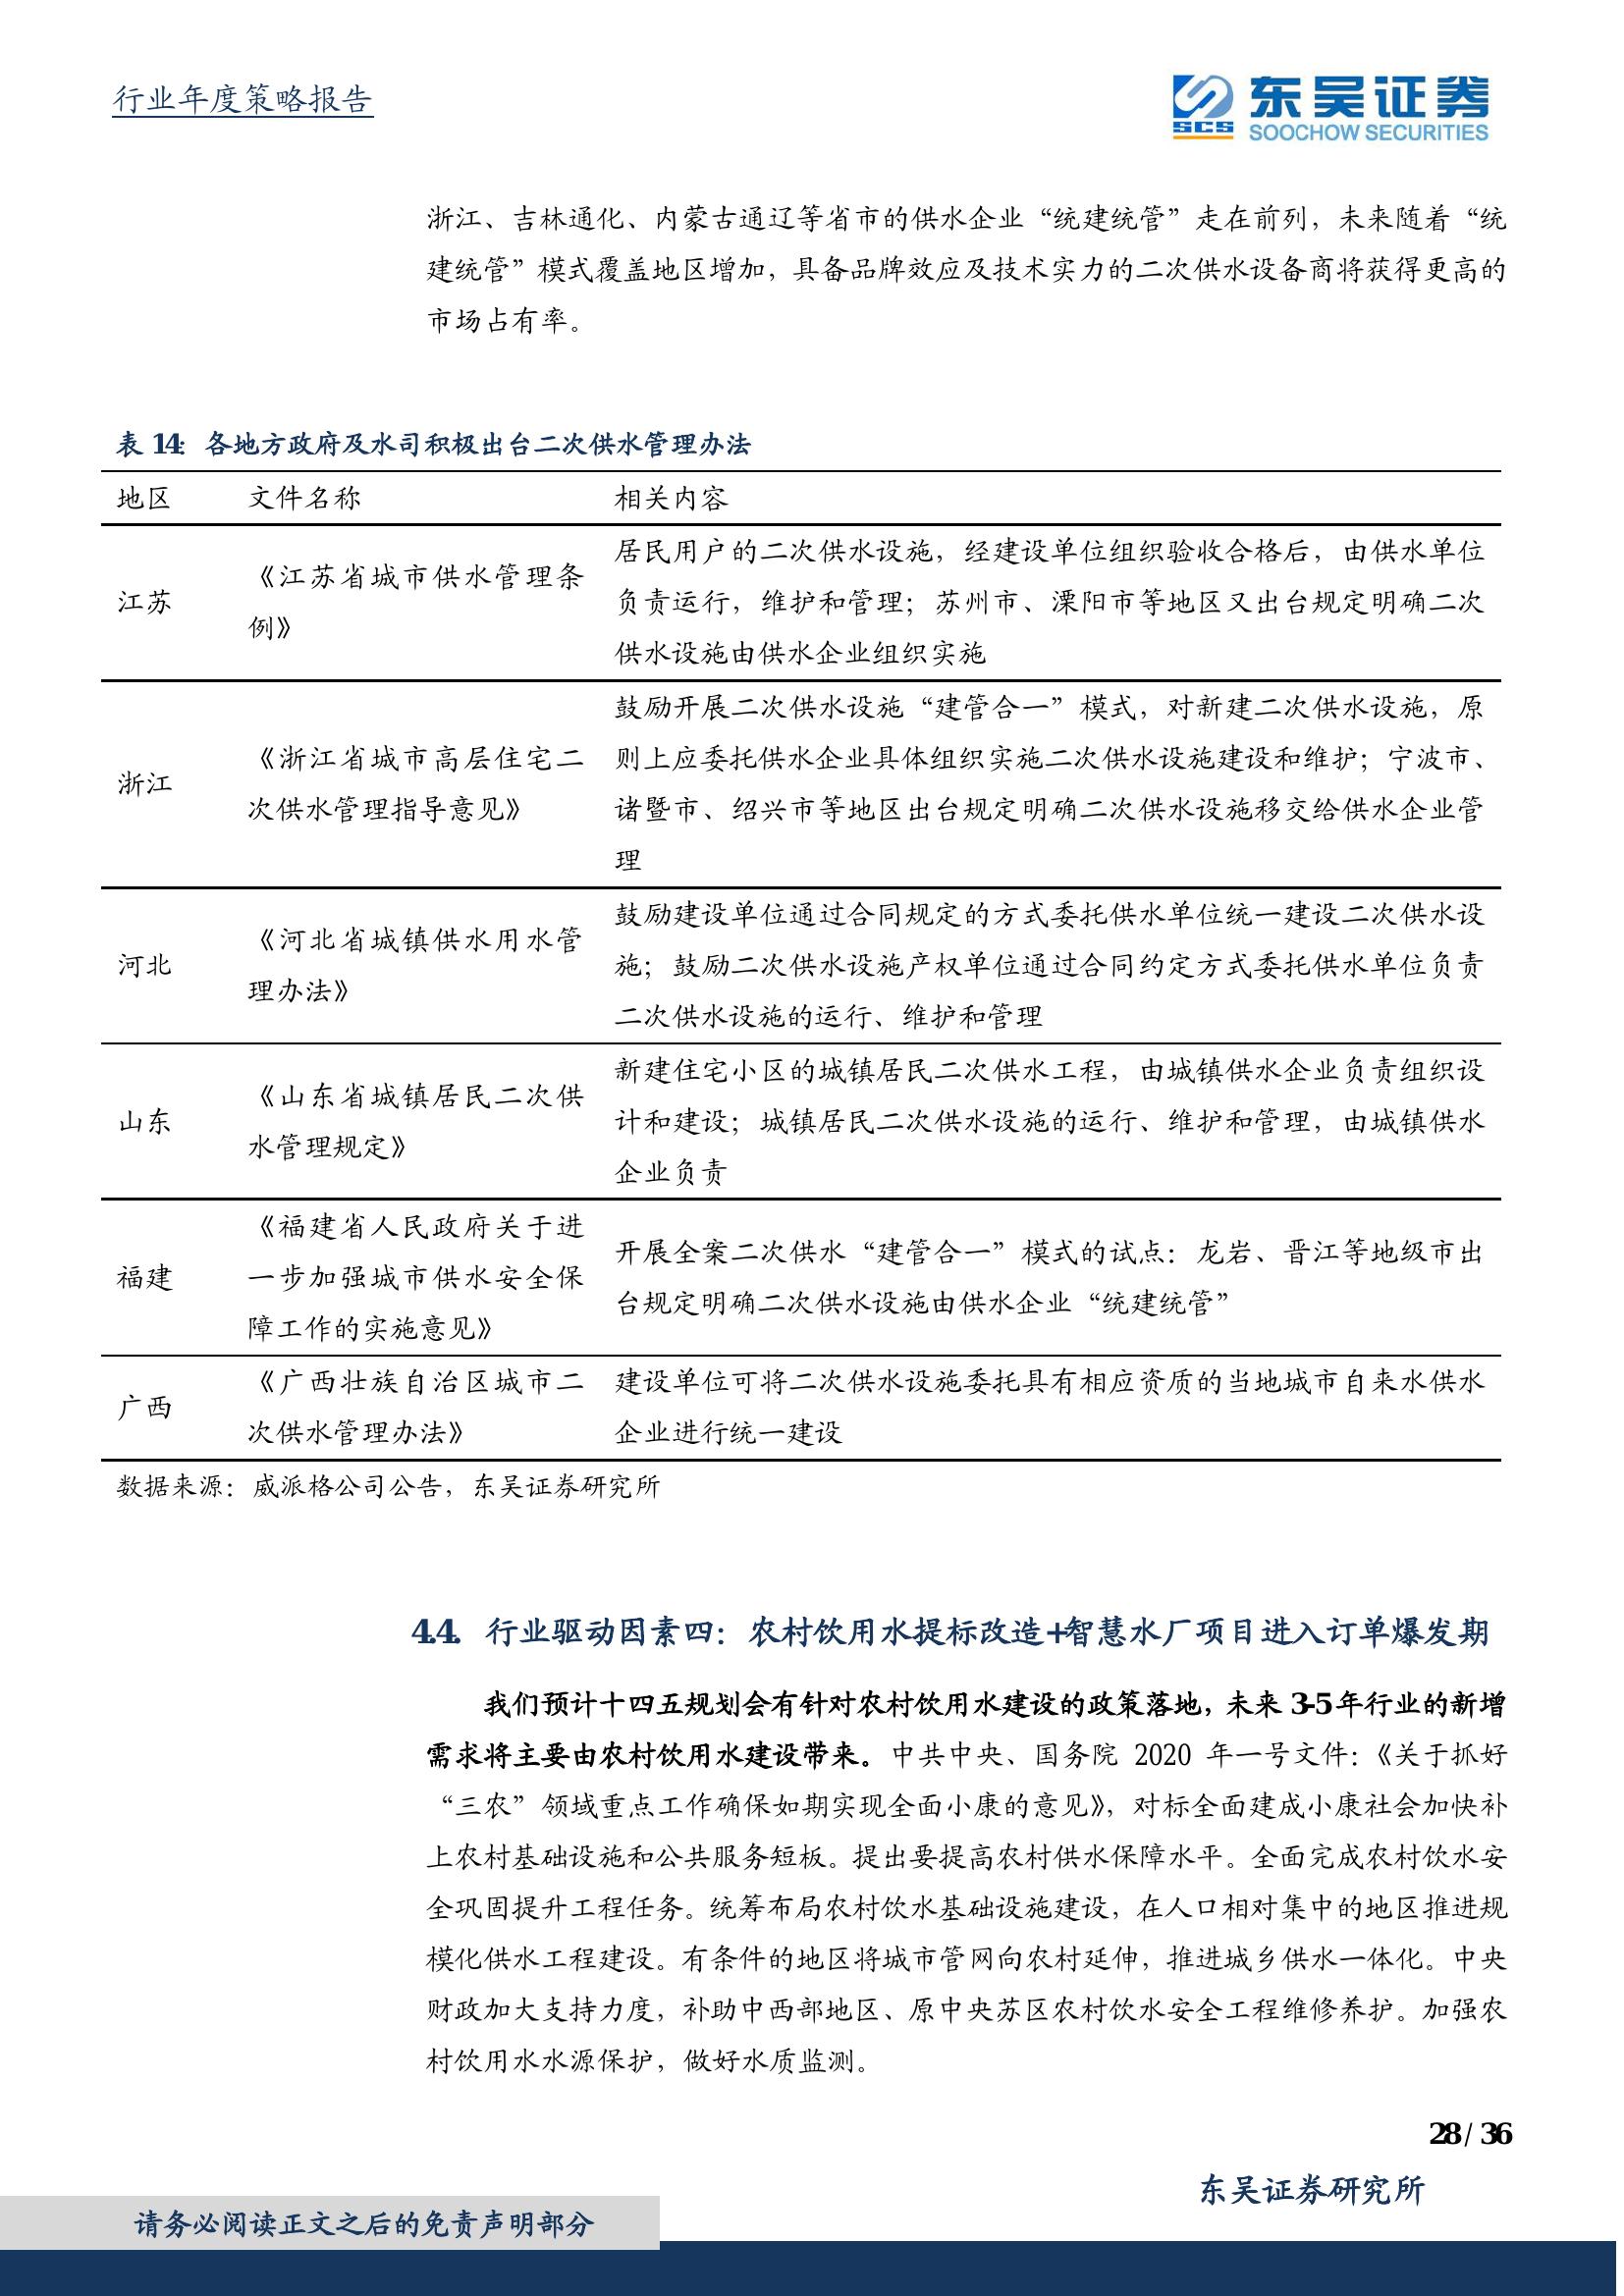 行业年度策略报告
SCS
东吴证券
SOOCHOW SECURITIES
浙江、吉林通化、内蒙古通辽等省市的供水企业“统建统管”走在前列，未来随着“统
建统管”模式覆盖地区增加，具备品牌效应及技术实力的二次供水设备商将获得更高的
市场占有率。
表 14：各地方政府及水司积极出台二次供水管理办法
地区 文件名称 相关内容
江苏
《江苏省城市供水管理条
例》
居民用户的二次供水设施，经建设单位组织验收合格后，由供水单位
负责运行，维护和管理；苏州市、溧阳市等地区又出台规定明确二次
供水设施由供水企业组织实施
浙江
《浙江省城市高层住宅二
次供水管理指导意见》
鼓励开展二次供水设施“建管合一”模式，对新建二次供水设施，原
则上应委托供水企业具体组织实施二次供水设施建设和维护；宁波市、
诸暨市、绍兴市等地区出台规定明确二次供水设施移交给供水企业管
理
河北
《河北省城镇供水用水管
理办法》
鼓励建设单位通过合同规定的方式委托供水单位统一建设二次供水设
施；鼓励二次供水设施产权单位通过合同约定方式委托供水单位负责
二次供水设施的运行、维护和管理
山东
《山东省城镇居民二次供
水管理规定》
新建住宅小区的城镇居民二次供水工程，由城镇供水企业负责组织设
计和建设；城镇居民二次供水设施的运行、维护和管理，由城镇供水
企业负责
福建
《福建省人民政府关于进
一步加强城市供水安全保
障工作的实施意见》
开展全案二次供水“建管合一”模式的试点：龙岩、晋江等地级市出
台规定明确二次供水设施由供水企业“统建统管”
广西
《广西壮族自治区城市二
次供水管理办法》
建设单位可将二次供水设施委托具有相应资质的当地城市自来水供水
企业进行统一建设
数据来源：威派格公司公告，东吴证券研究所
4.4. 行业驱动因素四：农村饮用水提标改造+智慧水厂项目进入订单爆发期
我们预计十四五规划会有针对农村饮用水建设的政策落地，未来 3-5 年行业的新增
需求将主要由农村饮用水建设带来。中共中央、国务院 2020 年一号文件：《关于抓好
“三农”领域重点工作确保如期实现全面小康的意见》，对标全面建成小康社会加快补
上农村基础设施和公共服务短板。提出要提高农村供水保障水平。全面完成农村饮水安
全巩固提升工程任务。统筹布局农村饮水基础设施建设，在人口相对集中的地区推进规
模化供水工程建设。有条件的地区将城市管网向农村延伸，推进城乡供水一体化。中央
财政加大支持力度，补助中西部地区、原中央苏区农村饮水安全工程维修养护。加强农
村饮用水水源保护，做好水质监测。
28 / 36
东吴证券研究所
请务必阅读正文之后的免责声明部分